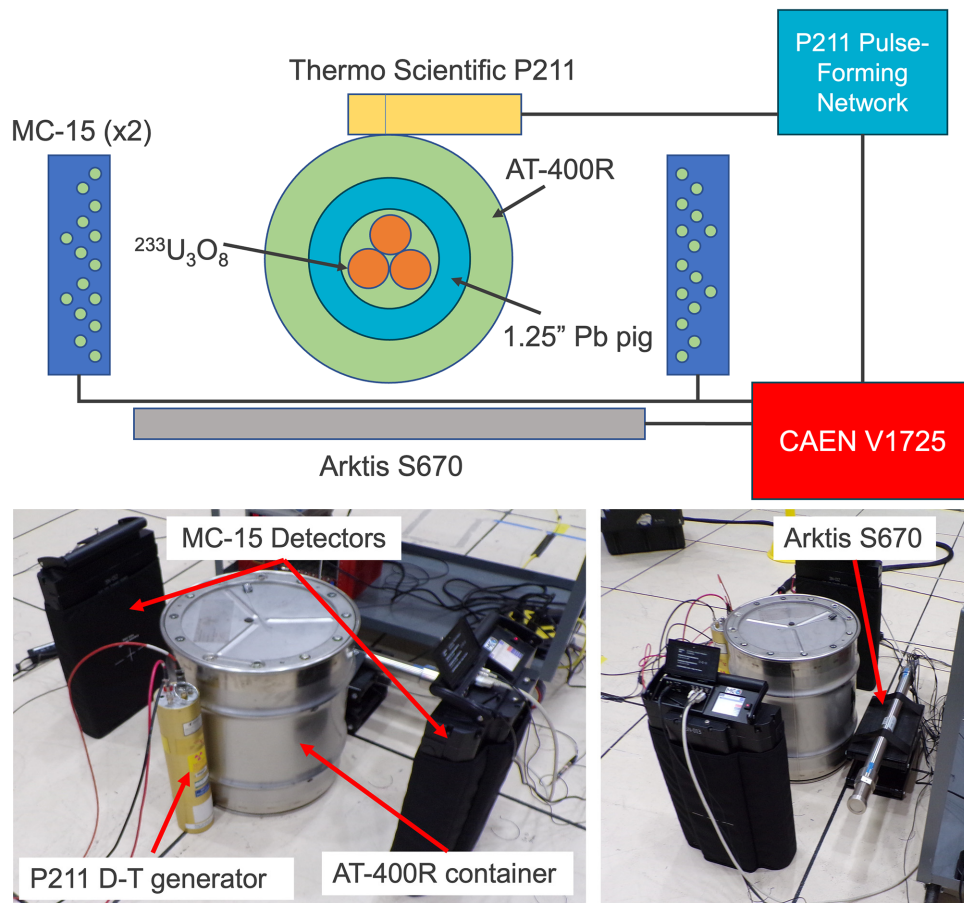 P211 Pulse-
Forming
Network
Thermo Scientific P211
MC-15 (x2)
AT-400R
²³³U₃O₈
1.25” Pb pig
CAEN V1725
Arktis S670
MC-15 Detectors
Arktis S670
P211 D-T generator
AT-400R container